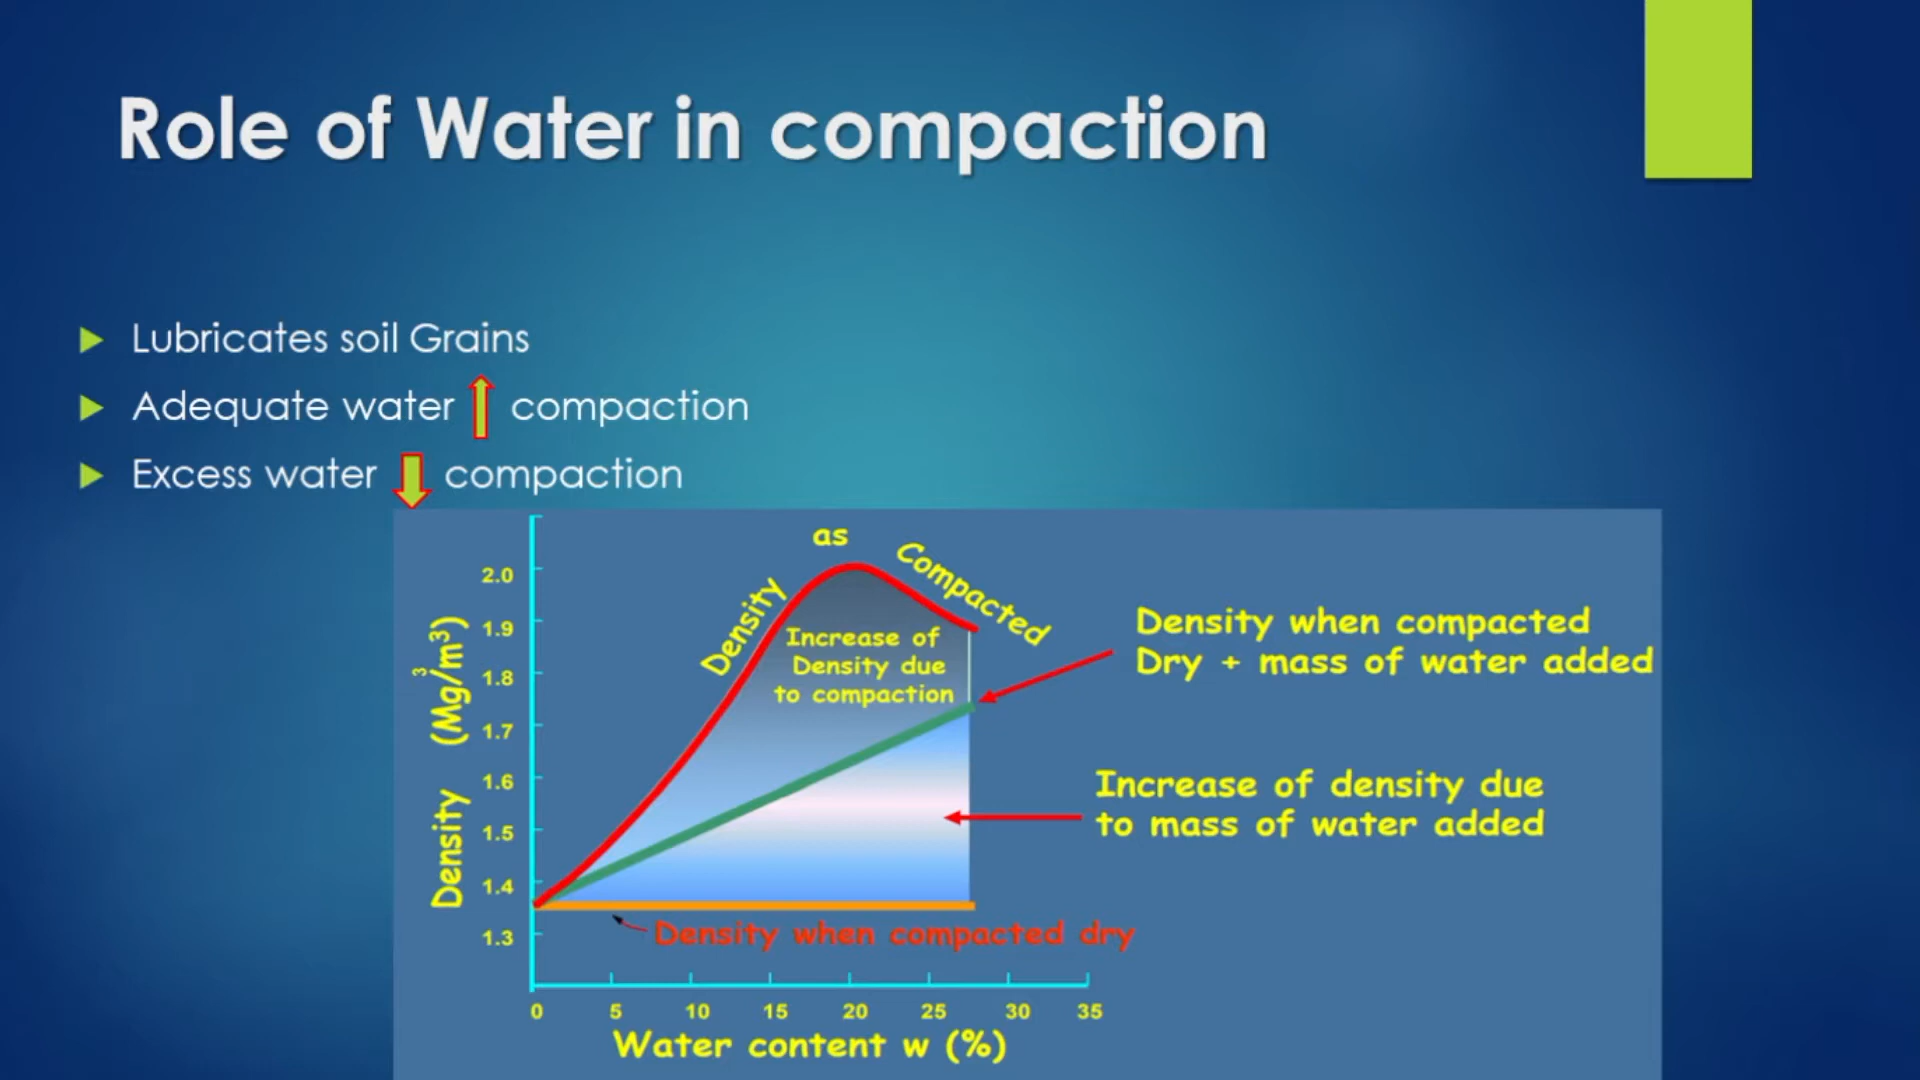 Role of Water in compaction
Lubricates soil Grains
Adequate water compaction
Excess water compaction
Density as Compacted
Increase of
Density due
to compaction
Density when compacted
Dry + mass of water added
Increase of density due
to mass of water added
Density when compacted dry
Density (Mg/m³)
3
2.0
1.9
1.8
1.7
1.6
1.5
1.4
1.3
0 5 10 15 20 25 30 35
Water content w (%)